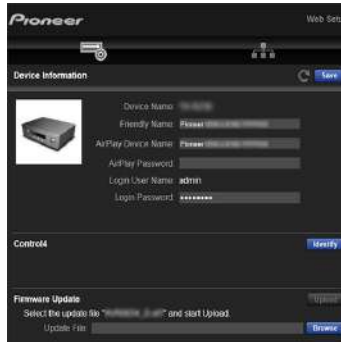 Pioneer
Web Setu
Device Information
Save
Device Name
Friendly Name Pioneer
AirPlay Device Name Pioneer
AirPlay Password
Login User Name admin
Login Password ••••••••
Control4
Identify
Firmware Update
Upload
Select the update file " " and start Upload.
Update File
Browse